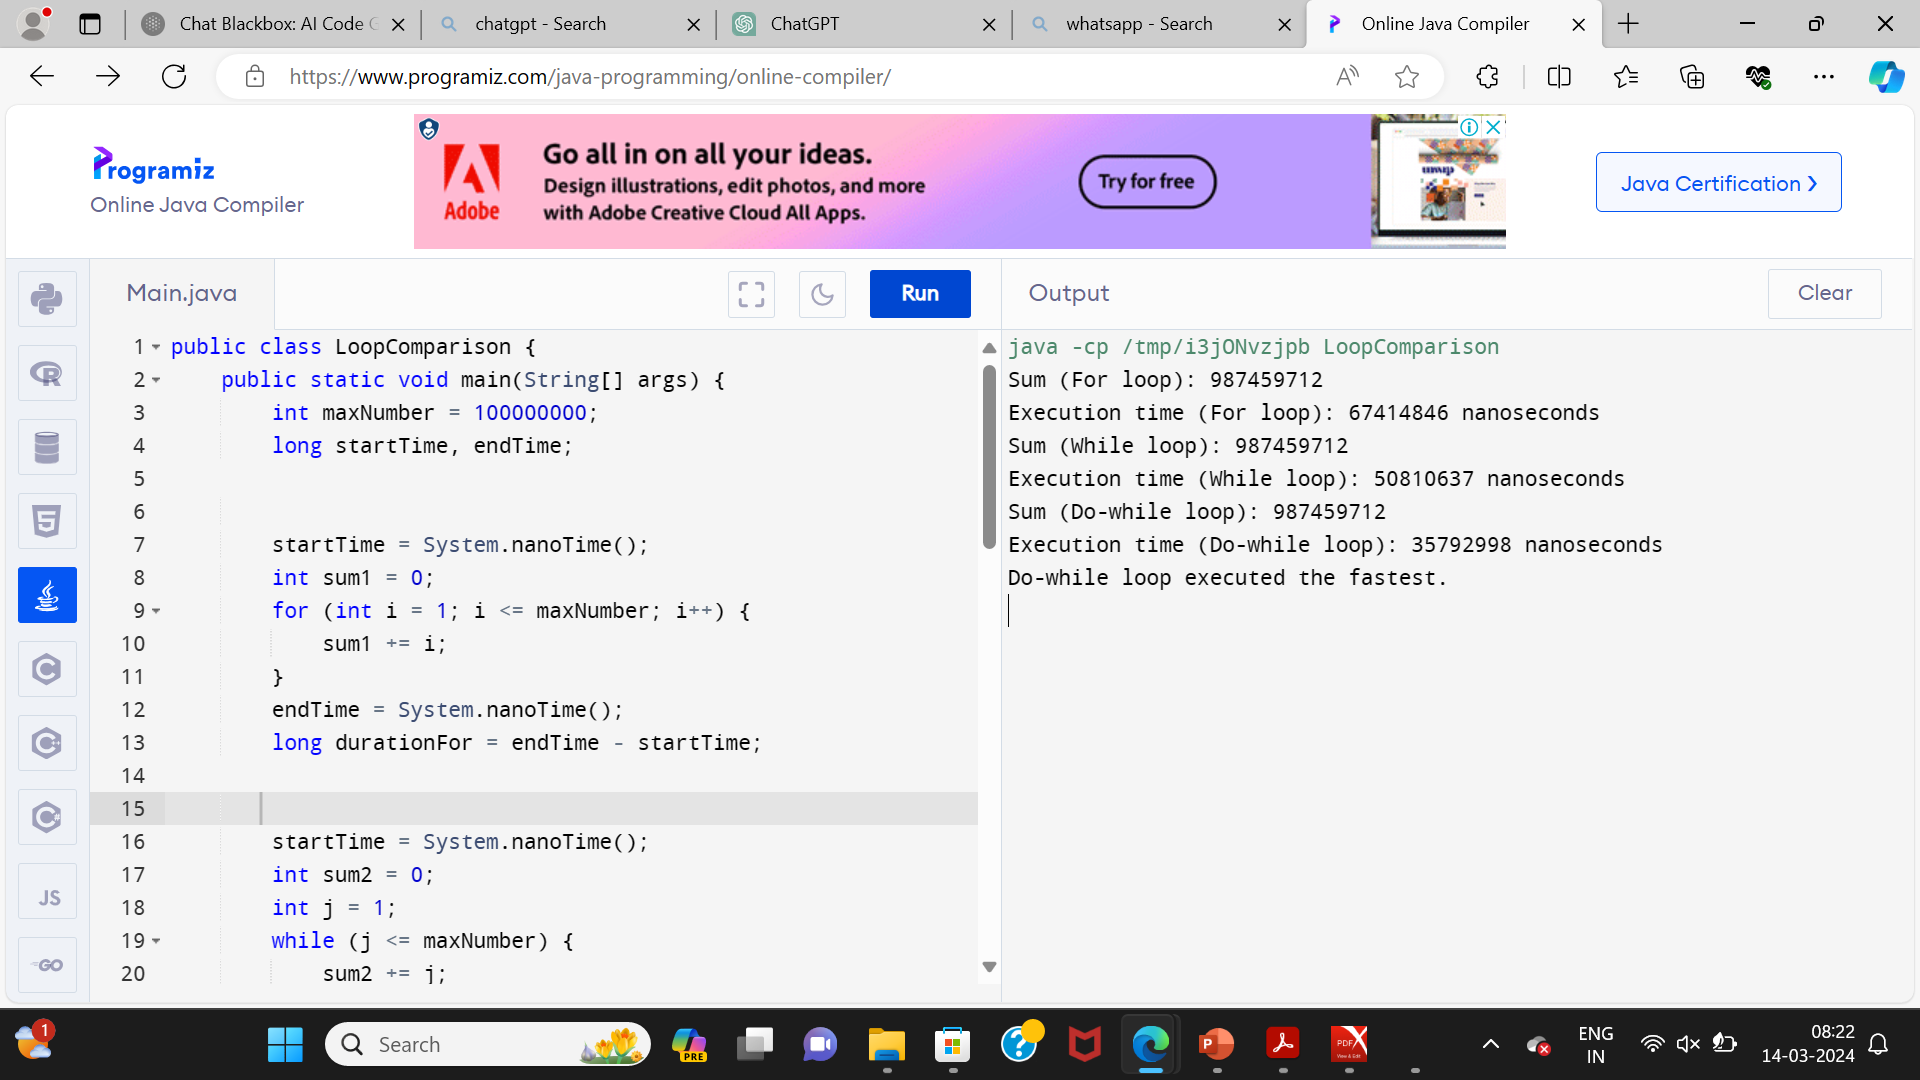 Chat Blackbox: AI Code G
chatgpt - Search
ChatGPT
whatsapp - Search
Online Java Compiler
https://www.programiz.com/java-programming/online-compiler/
Programiz
Online Java Compiler
Adobe
Go all in on all your ideas.
Design illustrations, edit photos, and more
with Adobe Creative Cloud All Apps.
Try for free
Java Certification ❯
Main.java
Run
Output
Clear
1 public class LoopComparison {
2 public static void main(String[] args) {
3 int maxNumber = 100000000;
4 long startTime, endTime;
5
6
7 startTime = System.nanoTime();
8 int sum1 = 0;
9 for (int i = 1; i <= maxNumber; i++) {
10 sum1 += i;
11 }
12 endTime = System.nanoTime();
13 long durationFor = endTime - startTime;
14
15
16 startTime = System.nanoTime();
17 int sum2 = 0;
18 int j = 1;
19 while (j <= maxNumber) {
20 sum2 += j;
java -cp /tmp/i3jONvzjpb LoopComparison
Sum (For loop): 987459712
Execution time (For loop): 67414846 nanoseconds
Sum (While loop): 987459712
Execution time (While loop): 50810637 nanoseconds
Sum (Do-while loop): 987459712
Execution time (Do-while loop): 35792998 nanoseconds
Do-while loop executed the fastest.
JS
GO
1
Search
PRE
ENG
IN
08:22
14-03-2024